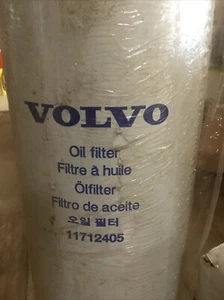 VOLVO
Oil filter
Filtre à huile
Ölfilter
Filtro de aceite
오일 필터
11712405